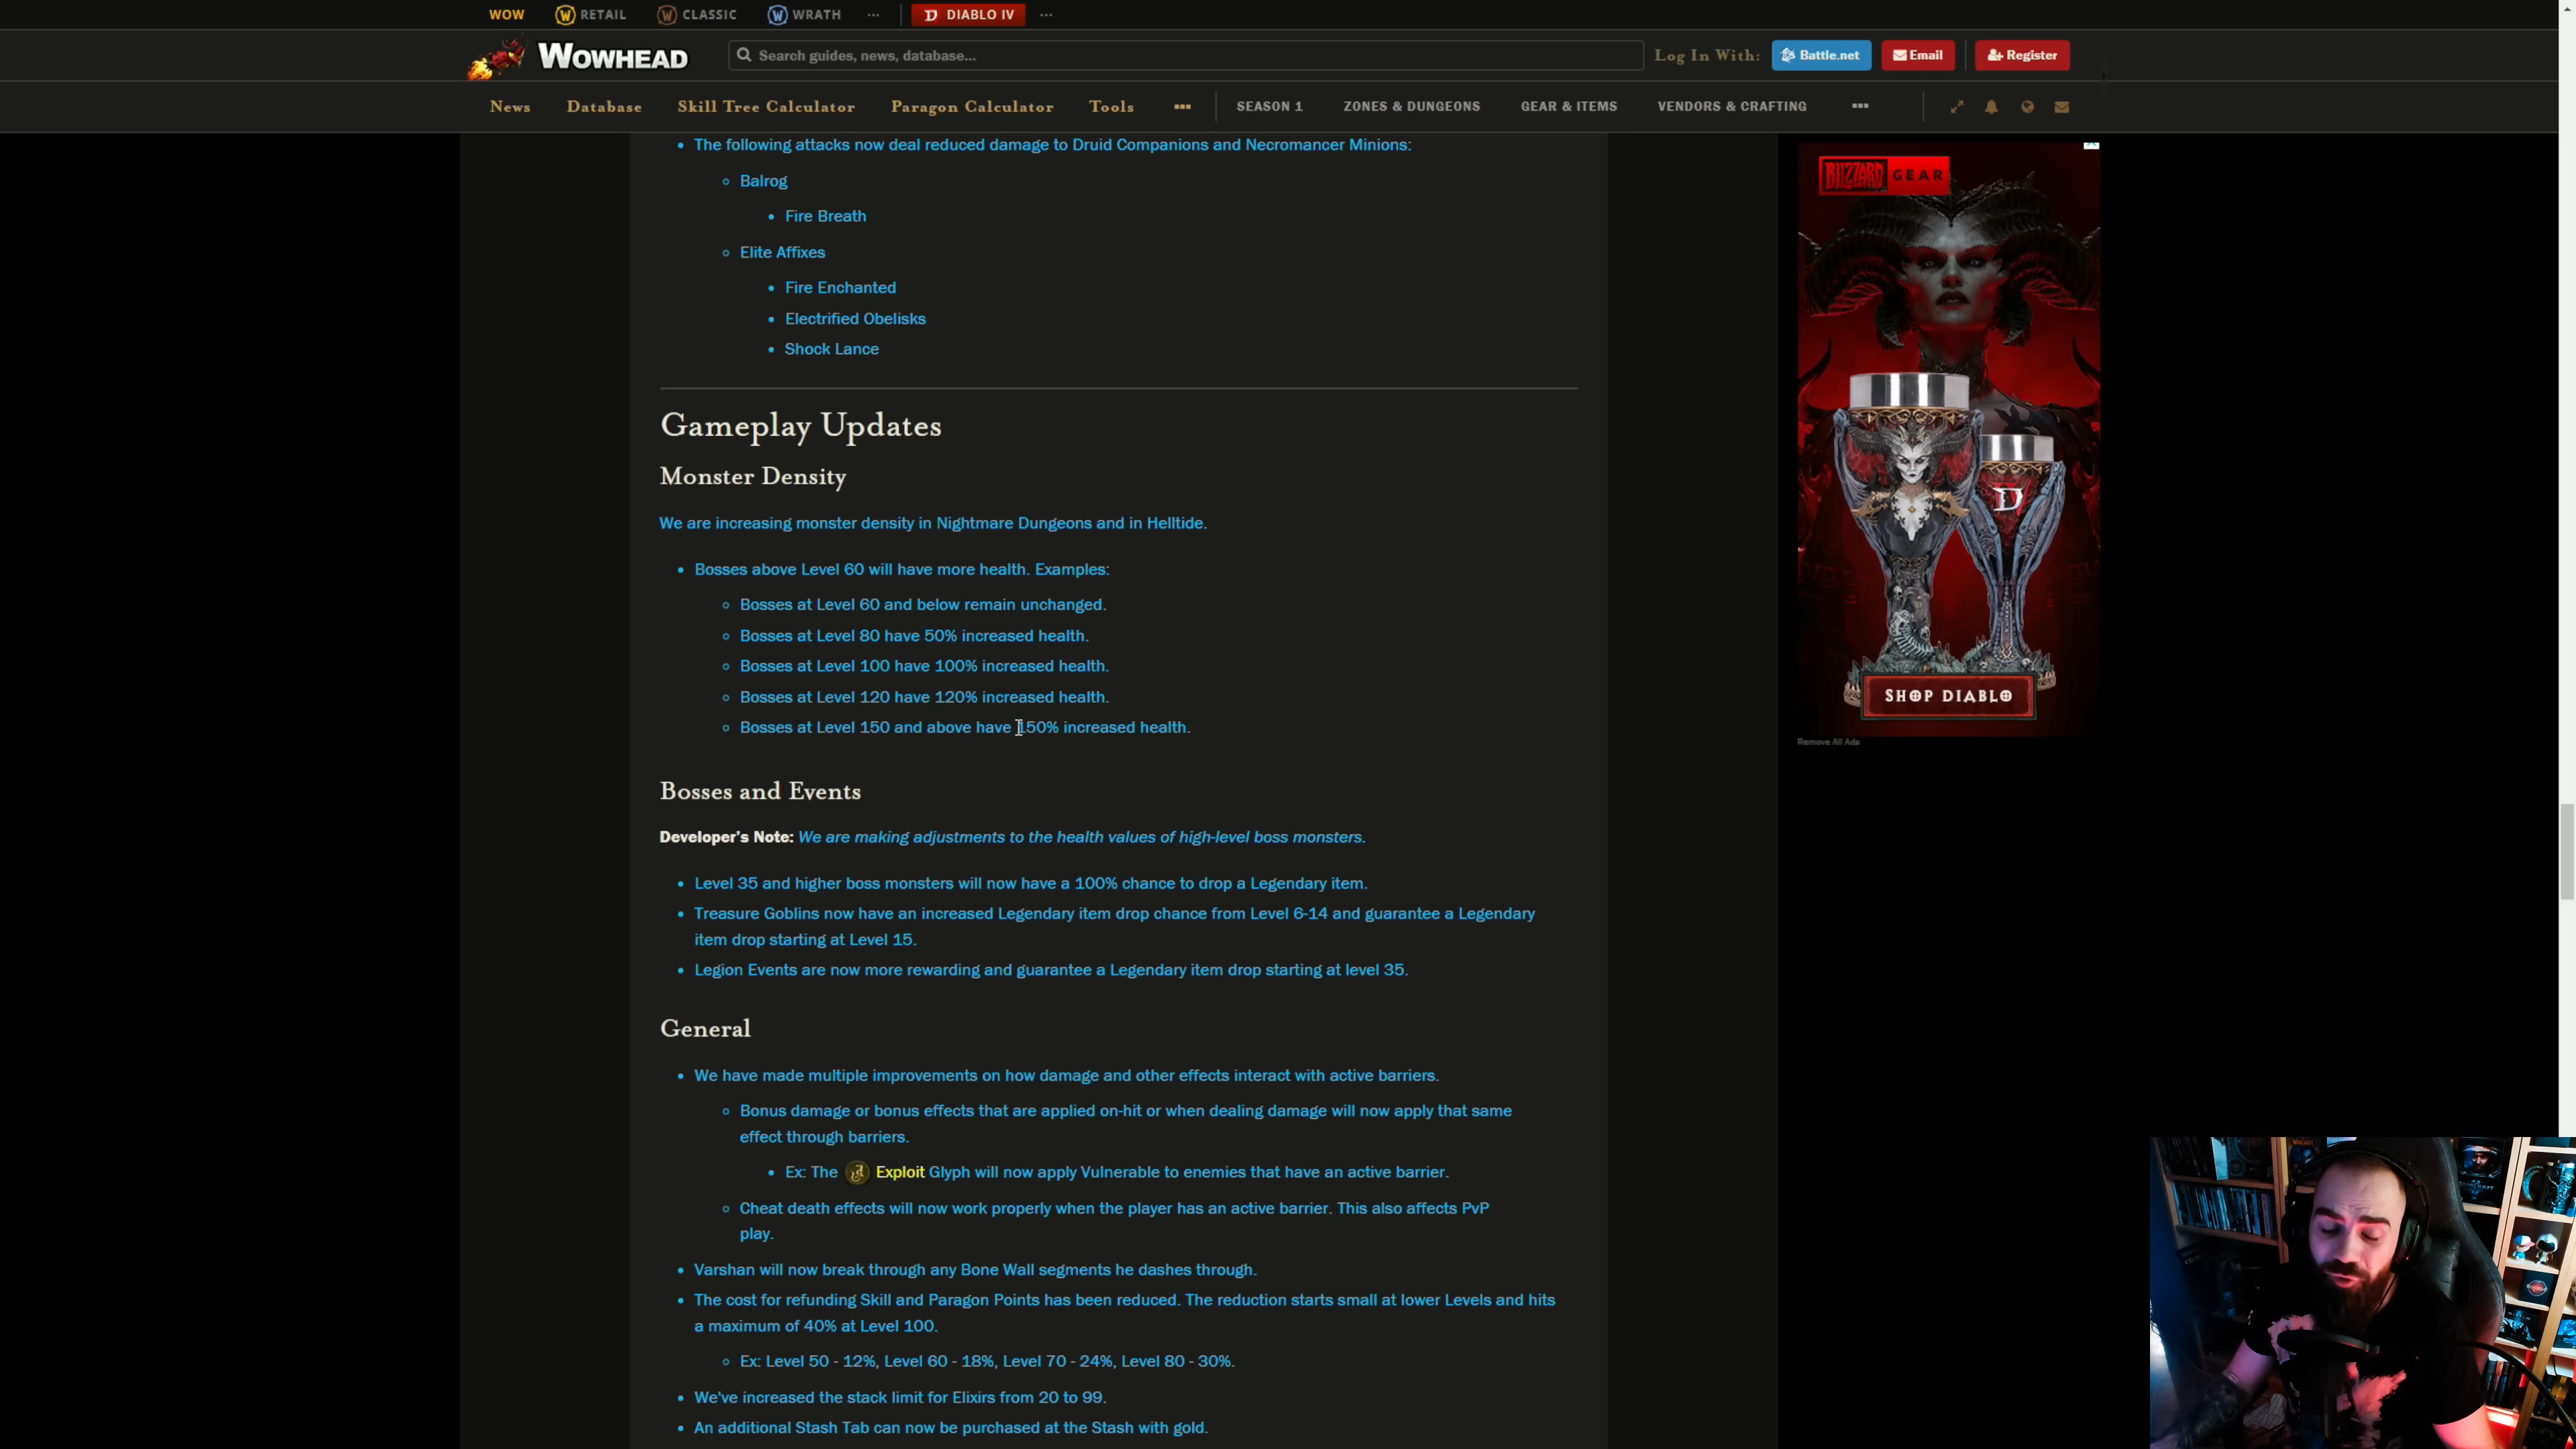 WOW RETAIL CLASSIC WRATH ... DIABLO IV ...
WOWHEAD Search guides, news, database... Log In With: Battle.net Email Register
News Database Skill Tree Calculator Paragon Calculator Tools ... SEASON 1 ZONES & DUNGEONS GEAR & ITEMS VENDORS & CRAFTING ...
The following attacks now deal reduced damage to Druid Companions and Necromancer Minions:
Balrog
Fire Breath
Elite Affixes
Fire Enchanted
Electrified Obelisks
Shock Lance
Gameplay Updates
Monster Density
We are increasing monster density in Nightmare Dungeons and in Helltide.
Bosses above Level 60 will have more health. Examples:
Bosses at Level 60 and below remain unchanged.
Bosses at Level 80 have 50% increased health.
Bosses at Level 100 have 100% increased health.
Bosses at Level 120 have 120% increased health.
Bosses at Level 150 and above have 150% increased health.
Bosses and Events
Developer's Note: We are making adjustments to the health values of high-level boss monsters.
Level 35 and higher boss monsters will now have a 100% chance to drop a Legendary item.
Treasure Goblins now have an increased Legendary item drop chance from Level 6-14 and guarantee a Legendary
item drop starting at Level 15.
Legion Events are now more rewarding and guarantee a Legendary item drop starting at level 35.
General
We have made multiple improvements on how damage and other effects interact with active barriers.
Bonus damage or bonus effects that are applied on-hit or when dealing damage will now apply that same
effect through barriers.
Ex: The Exploit Glyph will now apply Vulnerable to enemies that have an active barrier.
Cheat death effects will now work properly when the player has an active barrier. This also affects PvP
play.
Varshan will now break through any Bone Wall segments he dashes through.
The cost for refunding Skill and Paragon Points has been reduced. The reduction starts small at lower Levels and hits
a maximum of 40% at Level 100.
Ex: Level 50 - 12%, Level 60 - 18%, Level 70 - 24%, Level 80 - 30%.
We've increased the stack limit for Elixirs from 20 to 99.
An additional Stash Tab can now be purchased at the Stash with gold.
BLIZZARD GEAR
D
SHOP DIABLO
Remove All Ads